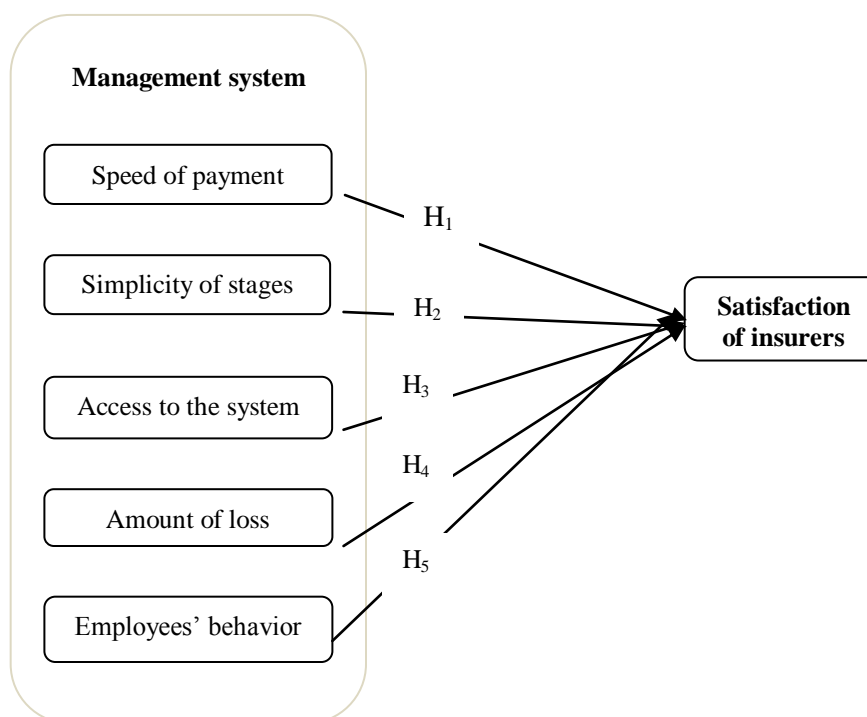 Management system
Speed of payment
H₁
Simplicity of stages
H₂
Satisfaction
of insurers
Access to the system
H₃
Amount of loss
H₄
Employees’ behavior
H₅